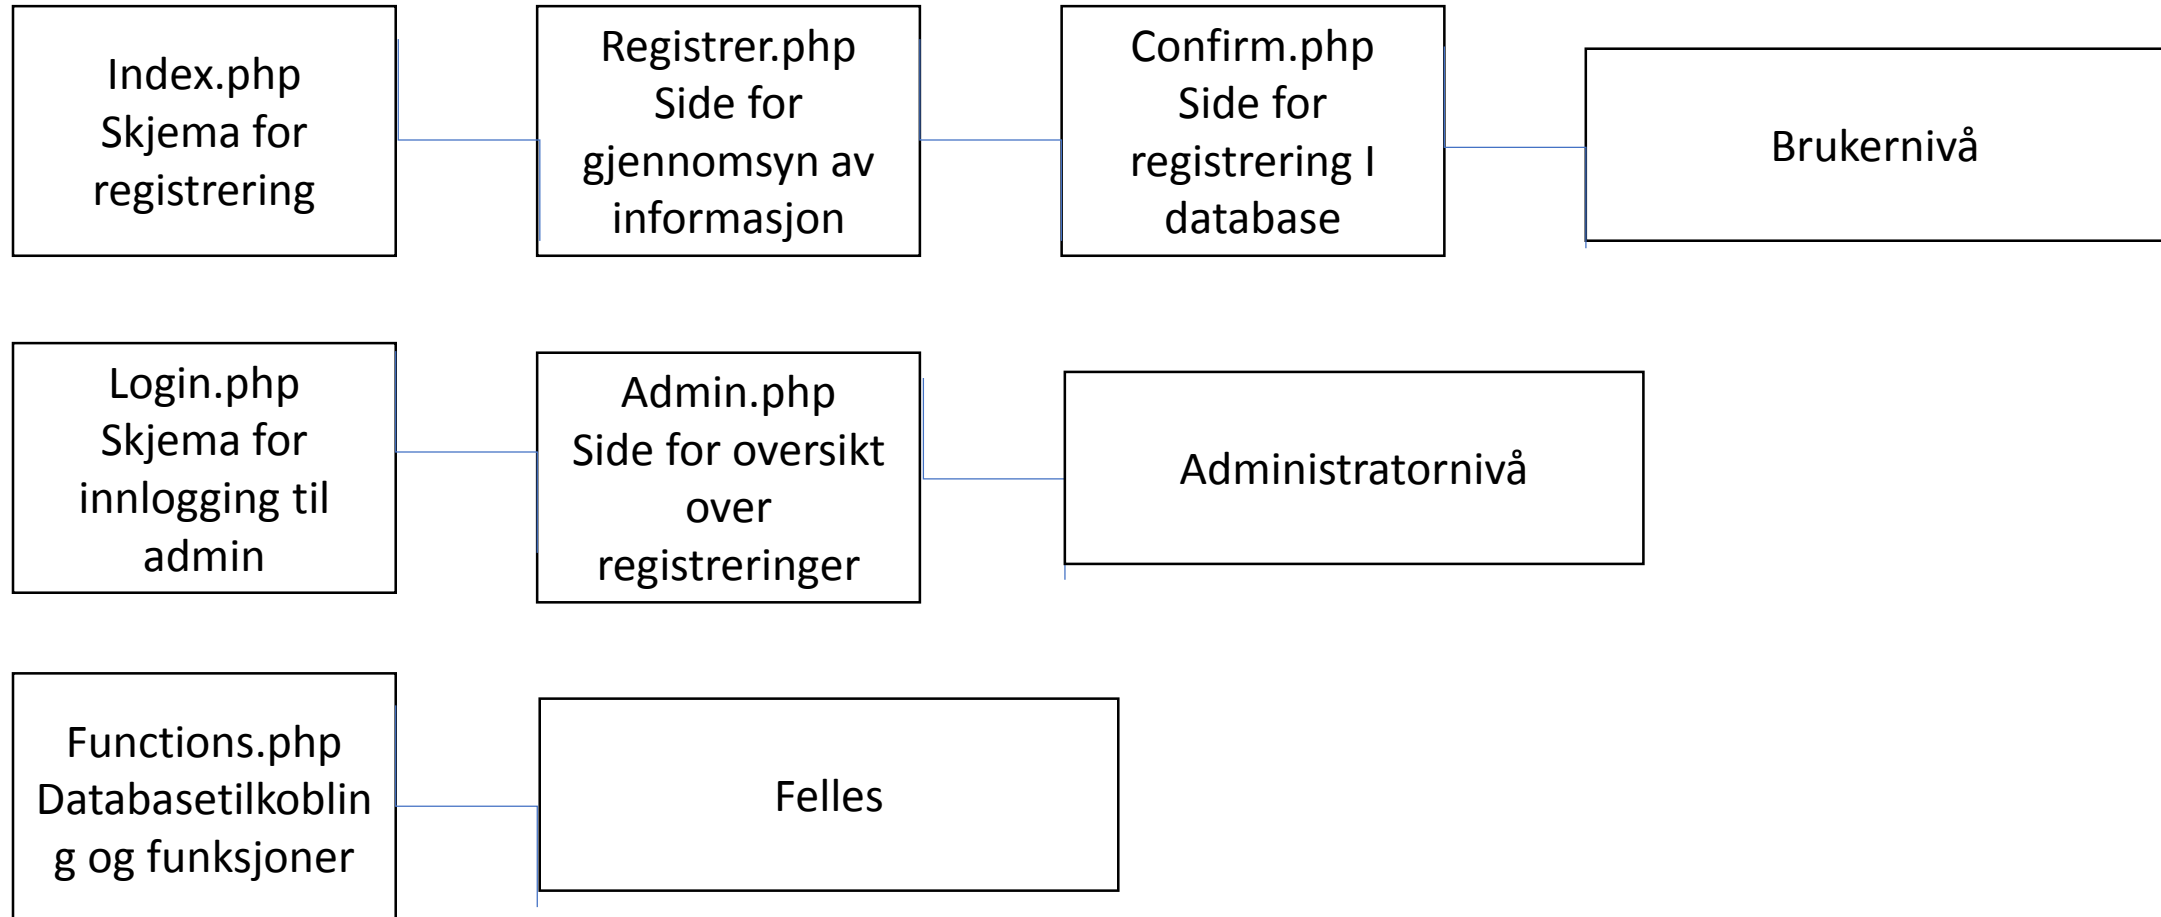 Index.php
Skjema for
registrering
Registrer.php
Side for
gjennomsyn av
informasjon
Confirm.php
Side for
registrering I
database
Brukernivå
Login.php
Skjema for
innlogging til
admin
Admin.php
Side for oversikt
over
registreringer
Administratornivå
Functions.php
Databasetilkoblin
g og funksjoner
Felles